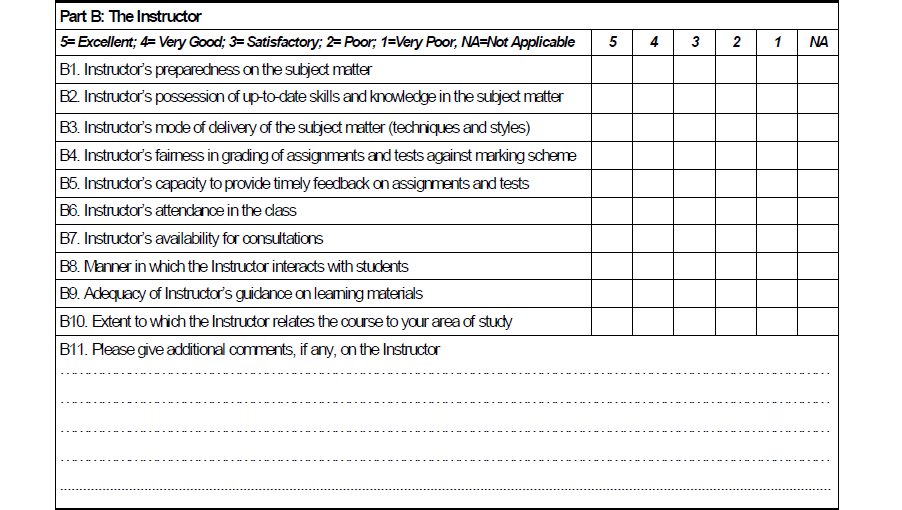 Part B: The Instructor
5= Excellent; 4= Very Good; 3= Satisfactory; 2= Poor; 1=Very Poor, NA=Not Applicable 5 4 3 2 1 NA
B1. Instructor's preparedness on the subject matter
B2. Instructor's possession of up-to-date skills and knowledge in the subject matter
B3. Instructor's mode of delivery of the subject matter (techniques and styles)
B4. Instructor's fairness in grading of assignments and tests against marking scheme
B5. Instructor's capacity to provide timely feedback on assignments and tests
B6. Instructor's attendance in the class
B7. Instructor's availability for consultations
B8. Manner in which the Instructor interacts with students
B9. Adequacy of Instructor's guidance on learning materials
B10. Extent to which the Instructor relates the course to your area of study
B11. Please give additional comments, if any, on the Instructor